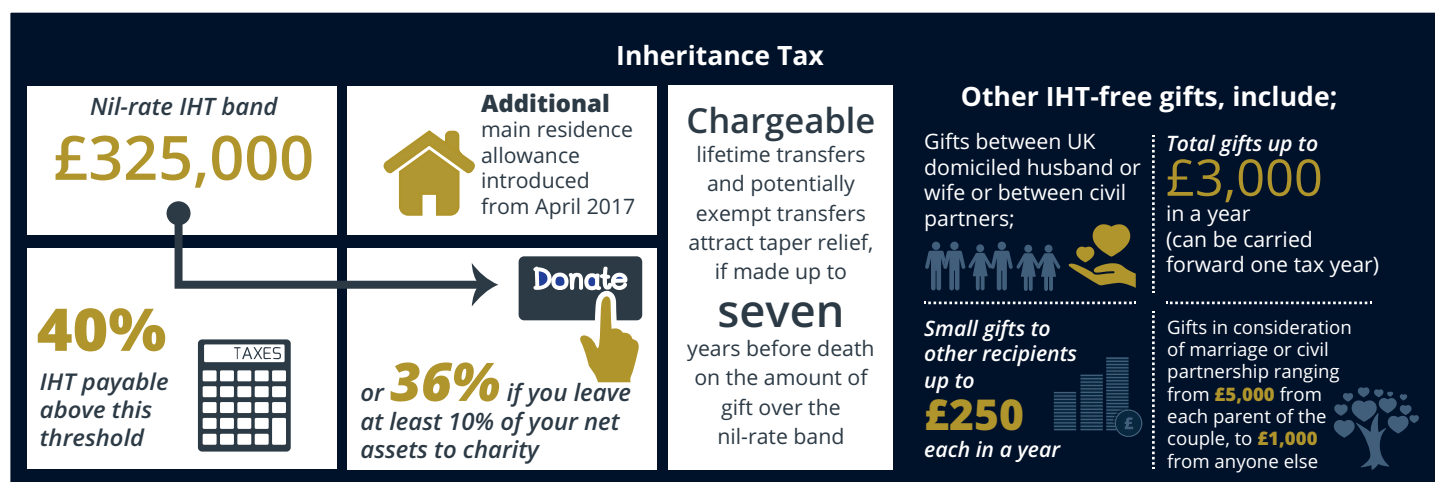 Inheritance Tax
Nil-rate IHT band
£325,000
40%
IHT payable
above this
threshold
TAXES
Additional
main residence
allowance
introduced
from April 2017
Donate
or 36% if you leave
at least 10% of your net
assets to charity
Chargeable
lifetime transfers
and potentially
exempt transfers
attract taper relief,
if made up to
seven
years before death
on the amount of
gift over the
nil-rate band
Other IHT-free gifts, include;
Gifts between UK
domiciled husband or
wife or between civil
partners;
Total gifts up to
£3,000
in a year
(can be carried
forward one tax year)
Small gifts to
other recipients
up to
£250
each in a year
£
Gifts in consideration
of marriage or civil
partnership ranging
from £5,000 from
each parent of the
couple, to £1,000
from anyone else